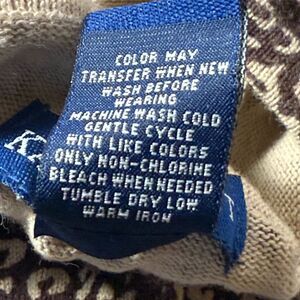 COLOR MAY
TRANSFER WHEN NEW
WASH BEFORE
WEARING
MACHINE WASH COLD
GENTLE CYCLE
WITH LIKE COLORS
ONLY NON-CHLORINE
BLEACH WHEN NEEDED
TUMBLE DRY LOW
WARM IRON